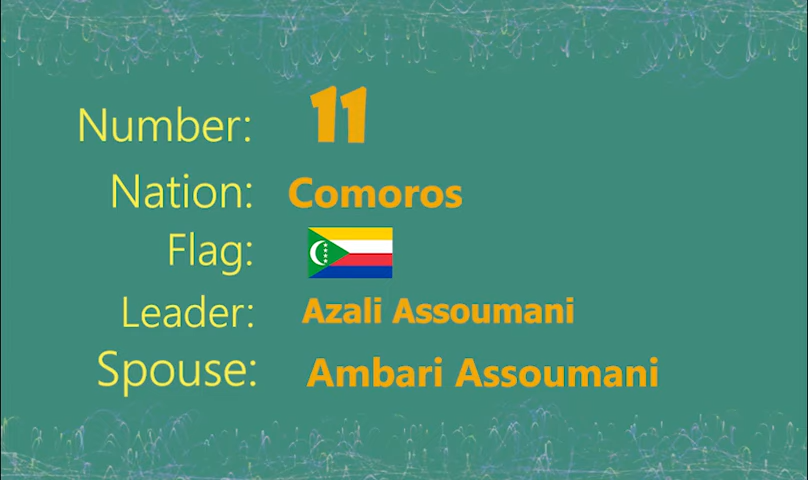 Number: 11
Nation: Comoros
Flag:
Leader: Azali Assoumani
Spouse: Ambari Assoumani